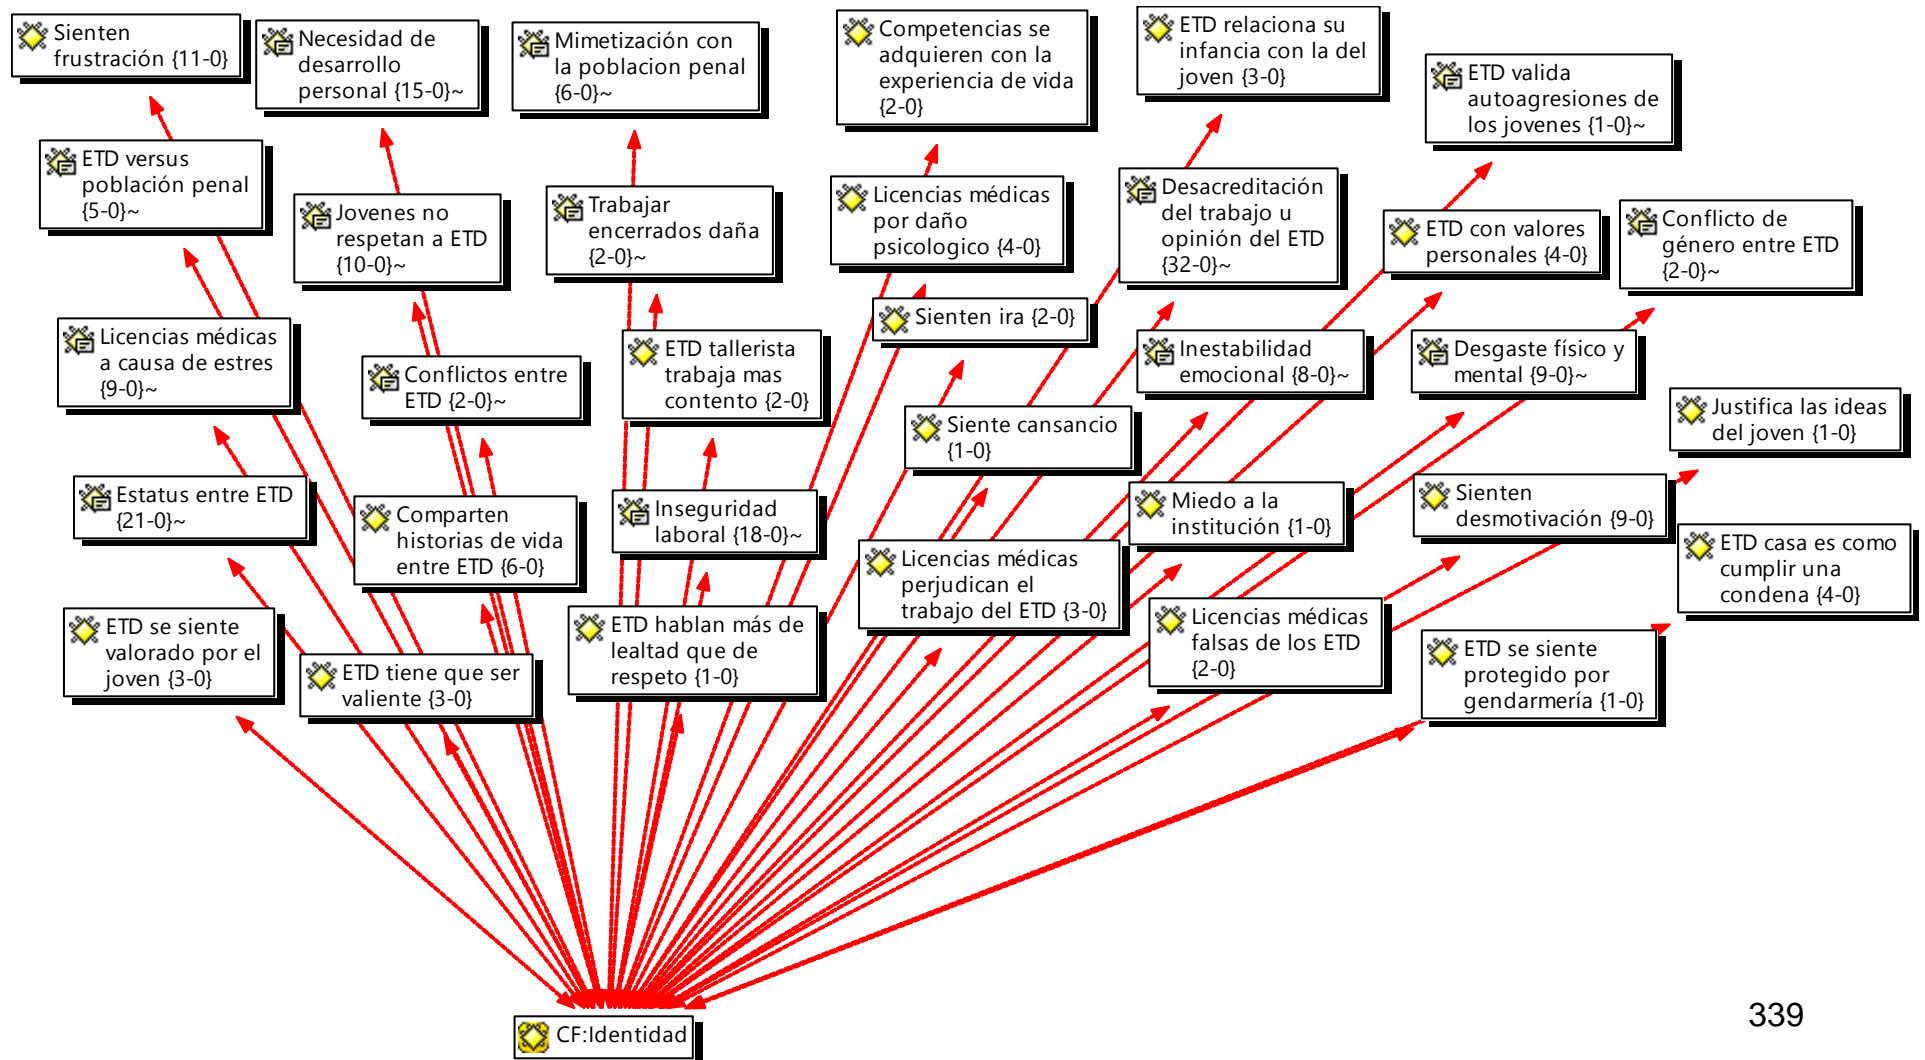 Sienten
frustración {11-0}
Necesidad de
desarrollo
personal {15-0}~
Mimetización con
la poblacion penal
{6-0}~
Competencias se
adquieren con la
experiencia de vida
{2-0}
ETD relaciona su
infancia con la del
joven {3-0}
ETD valida
autoagresiones de
los jovenes {1-0}~
ETD versus
población penal
{5-0}~
Jovenes no
respetan a ETD
{10-0}~
Trabajar
encerrados daña
{2-0}~
Licencias médicas
por daño
psicologico {4-0}
Desacreditación
del trabajo u
opinión del ETD
{32-0}~
ETD con valores
personales {4-0}
Conflicto de
género entre ETD
{2-0}~
Licencias médicas
a causa de estres
{9-0}~
Conflictos entre
ETD {2-0}~
ETD tallerista
trabaja mas
contento {2-0}
Sienten ira {2-0}
Inestabilidad
emocional {8-0}~
Desgaste físico y
mental {9-0}~
Siente cansancio
{1-0}
Justifica las ideas
del joven {1-0}
Estatus entre ETD
{21-0}~
Comparten
historias de vida
entre ETD {6-0}
Inseguridad
laboral {18-0}~
Licencias médicas
perjudican el
trabajo del ETD {3-0}
Miedo a la
institución {1-0}
Sienten
desmotivación {9-0}
ETD casa es como
cumplir una
condena {4-0}
ETD se siente
valorado por el
joven {3-0}
ETD tiene que ser
valiente {3-0}
ETD hablan más de
lealtad que de
respeto {1-0}
Licencias médicas
falsas de los ETD
{2-0}
ETD se siente
protegido por
gendarmería {1-0}
CF:Identidad
339